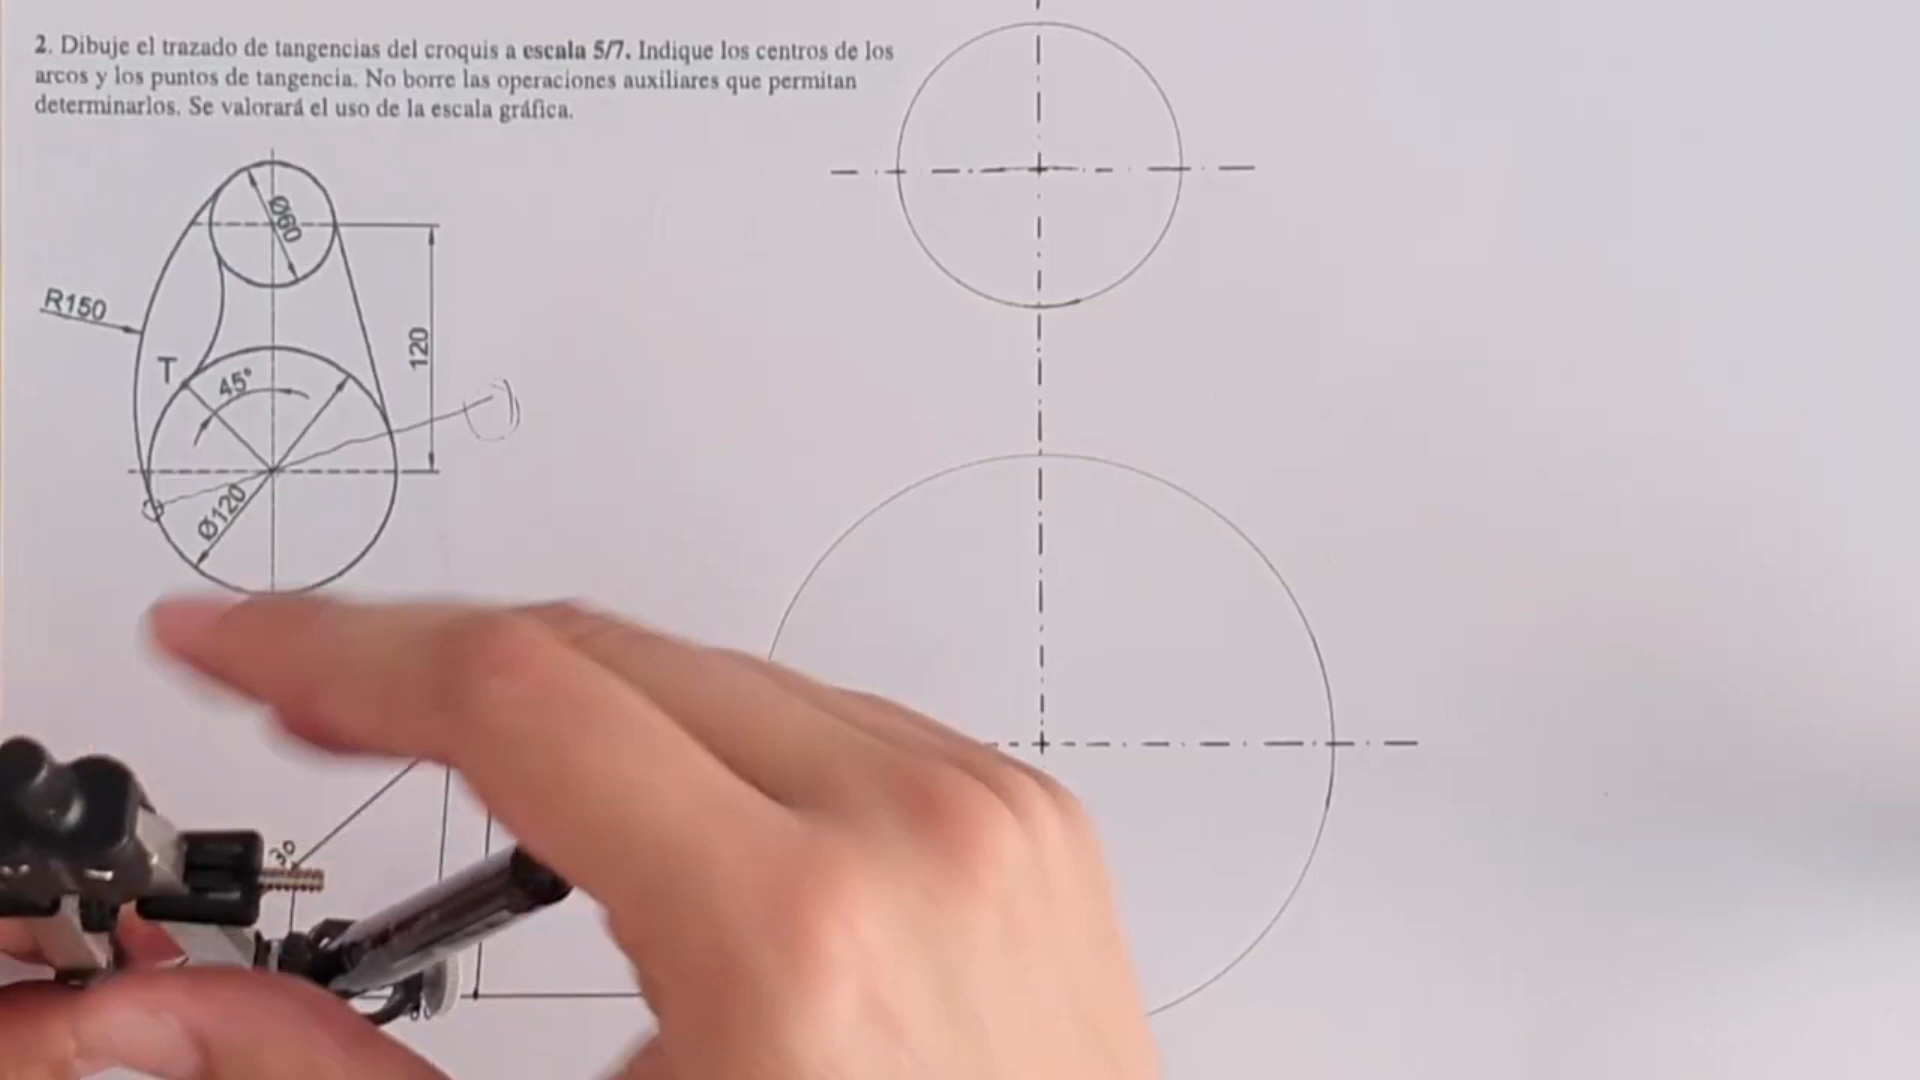 2. Dibuje el trazado de tangencias del croquis a escala 5/7. Indique los centros de los
arcos y los puntos de tangencia. No borre las operaciones auxiliares que permitan
determinarlos. Se valorará el uso de la escala gráfica.
Ø60
R150
120
T
45°
Ø120
30